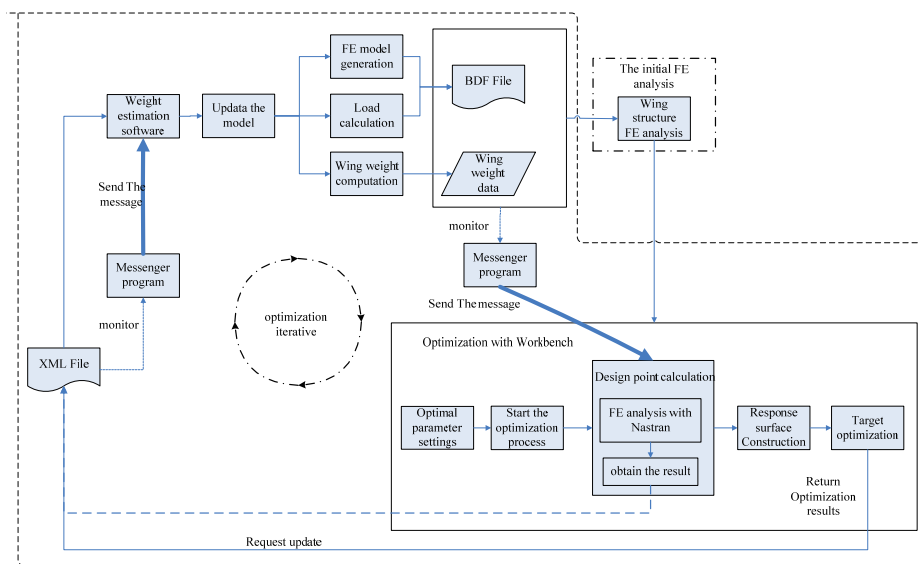 FE model
generation
BDF File
The initial FE
analysis
Weight
estimation
software
Updata the
model
Load
calculation
Wing
structure
FE analysis
Wing weight
computation
Wing
weight
data
Send The
message
monitor
Messenger
program
Messenger
program
Send The message
monitor
optimization
iterative
Optimization with Workbench
XML File
Design point calculation
Optimal
parameter
settings
Start the
optimization
process
FE analysis with
Nastran
obtain the result
Response
surface
Construction
Target
optimization
Return
Optimization
results
Request update